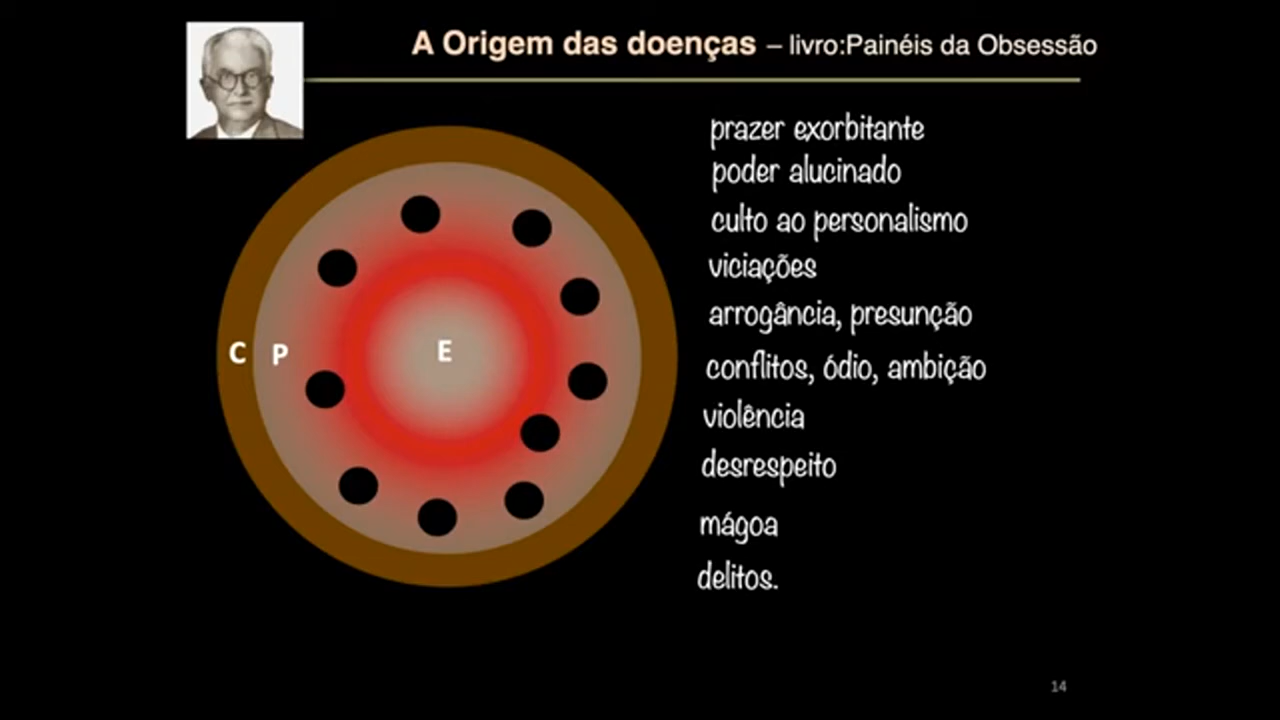 A Origem das doenças – livro:Painéis da Obsessão
prazer exorbitante
poder alucinado
culto ao personalismo
viciações
arrogância, presunção
conflitos, ódio, ambição
violência
desrespeito
mágoa
delitos.
C P E
14